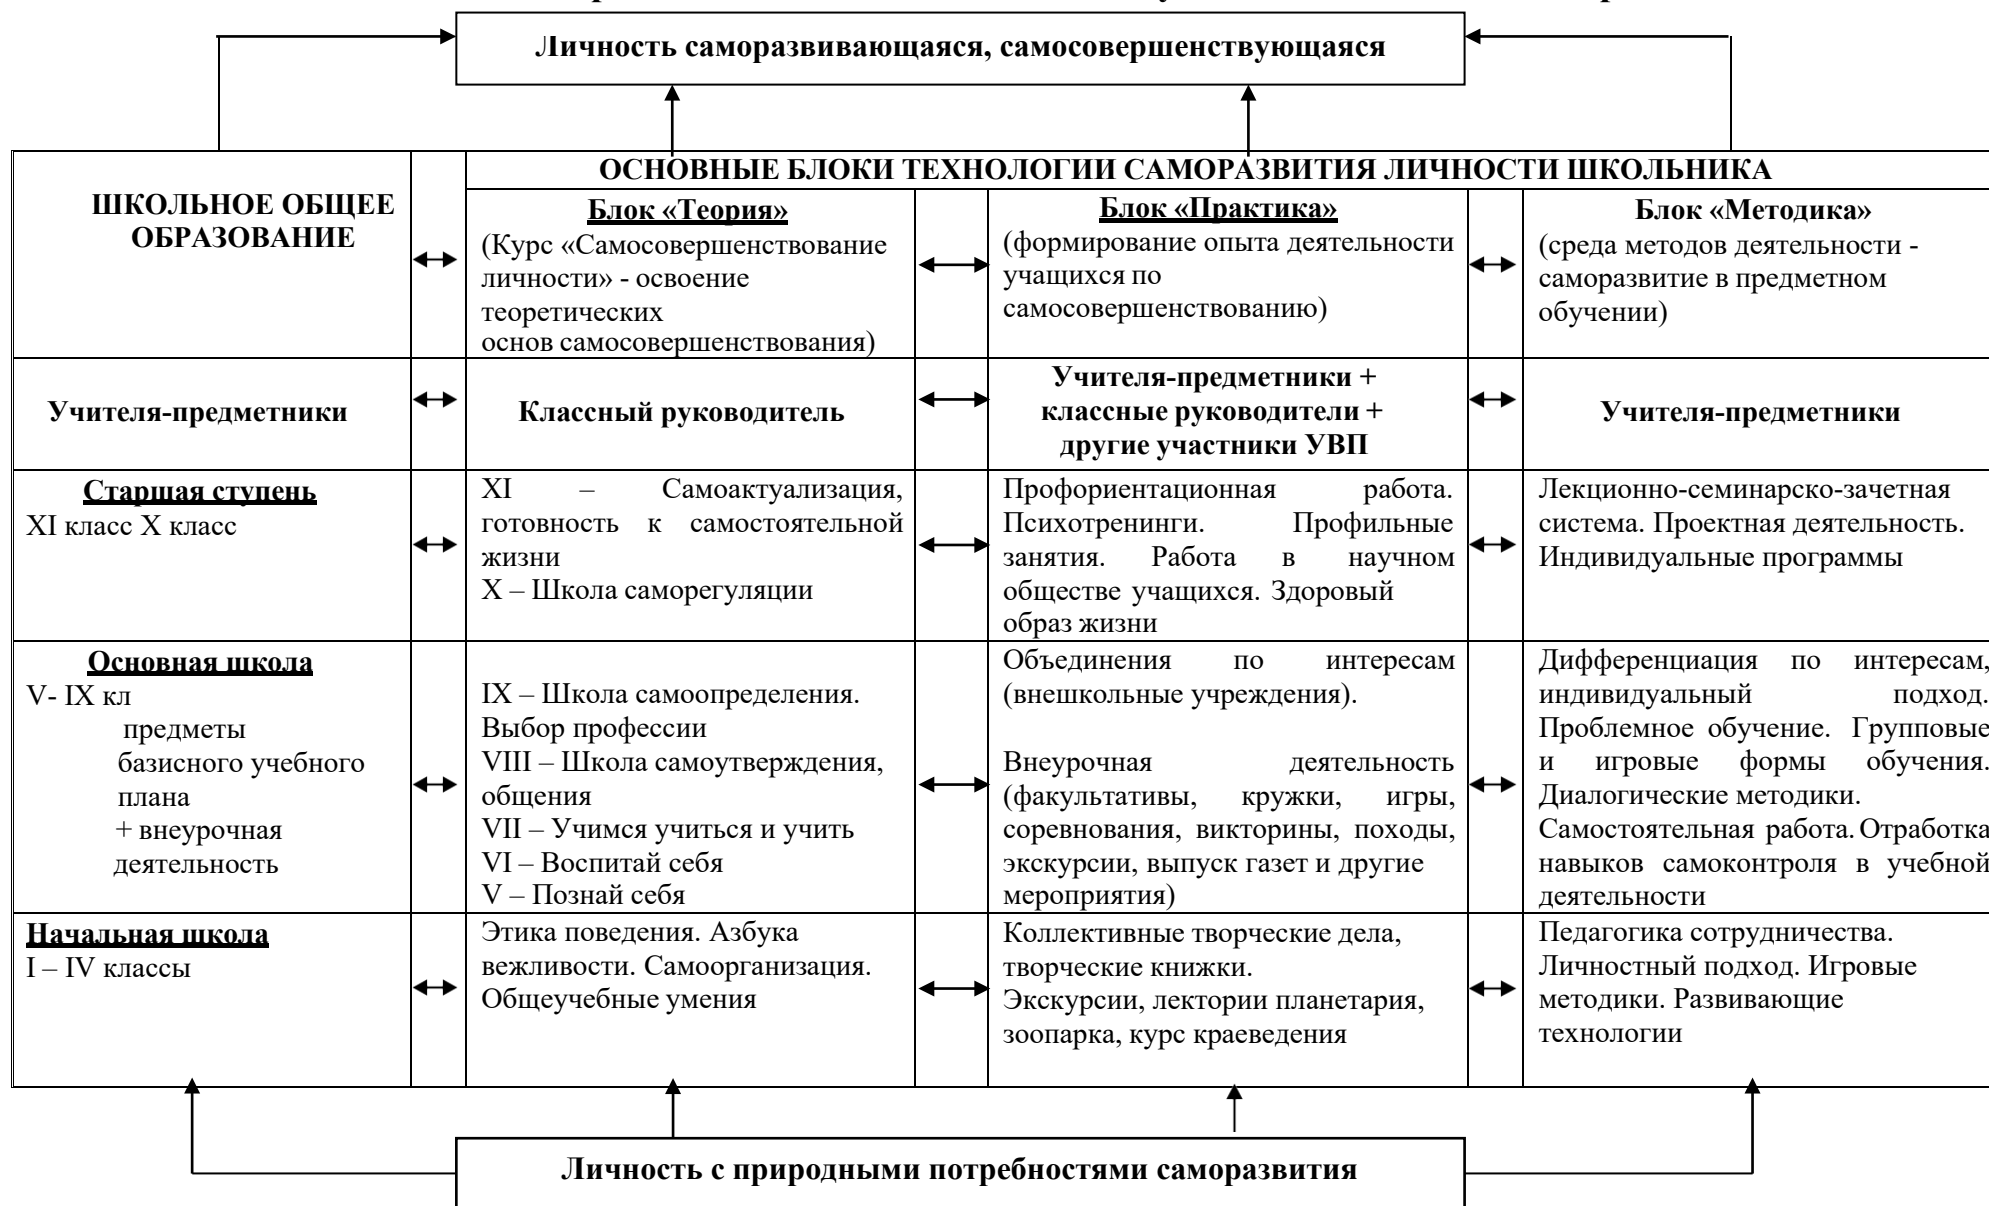 Личность саморазвивающаяся, самосовершенствующаяся
ШКОЛЬНОЕ ОБЩЕЕ
ОБРАЗОВАНИЕ
ОСНОВНЫЕ БЛОКИ ТЕХНОЛОГИИ САМОРАЗВИТИЯ ЛИЧНОСТИ ШКОЛЬНИКА
Блок «Теория»
(Курс «Самосовершенствование
личности» - освоение
теоретических
основ самосовершенствования)
Блок «Практика»
(формирование опыта деятельности
учащихся по
самосовершенствованию)
Блок «Методика»
(среда методов деятельности -
саморазвитие в предметном
обучении)
Учителя-предметники
Классный руководитель
Учителя-предметники +
классные руководители +
другие участники УВП
Учителя-предметники
Старшая ступень
XI класс X класс
XI – Самоактуализация,
готовность к самостоятельной
жизни
X – Школа саморегуляции
Профориентационная работа.
Психотренинги. Профильные
занятия. Работа в научном
обществе учащихся. Здоровый
образ жизни
Лекционно-семинарско-зачетная
система. Проектная деятельность.
Индивидуальные программы
Основная школа
V- IX кл
предметы
базисного учебного
плана
+ внеурочная
деятельность
IX – Школа самоопределения.
Выбор профессии
VIII – Школа самоутверждения,
общения
VII – Учимся учиться и учить
VI – Воспитай себя
V – Познай себя
Объединения по интересам
(внешкольные учреждения).
Внеурочная деятельность
(факультативы, кружки, игры,
соревнования, викторины, походы,
экскурсии, выпуск газет и другие
мероприятия)
Дифференциация по интересам,
индивидуальный подход.
Проблемное обучение. Групповые
и игровые формы обучения.
Диалогические методики.
Самостоятельная работа. Отработка
навыков самоконтроля в учебной
деятельности
Начальная школа
I – IV классы
Этика поведения. Азбука
вежливости. Самоорганизация.
Общеучебные умения
Коллективные творческие дела,
творческие книжки.
Экскурсии, лектории планетария,
зоопарка, курс краеведения
Педагогика сотрудничества.
Личностный подход. Игровые
методики. Развивающие
технологии
Личность с природными потребностями саморазвития